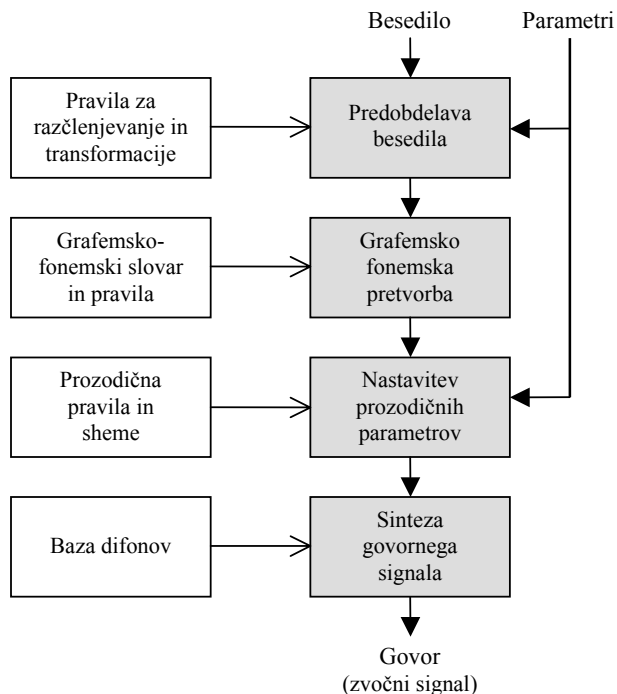 Besedilo
Parametri
Pravila za
razčlenjevanje in
transformacije
Predobdelava
besedila
Grafemsko-
fonemski slovar
in pravila
Grafemsko
fonemska
pretvorba
Prozodična
pravila in
sheme
Nastavitev
prozodičnih
parametrov
Baza difonov
Sinteza
govornega
signala
Govor
(zvočni signal)